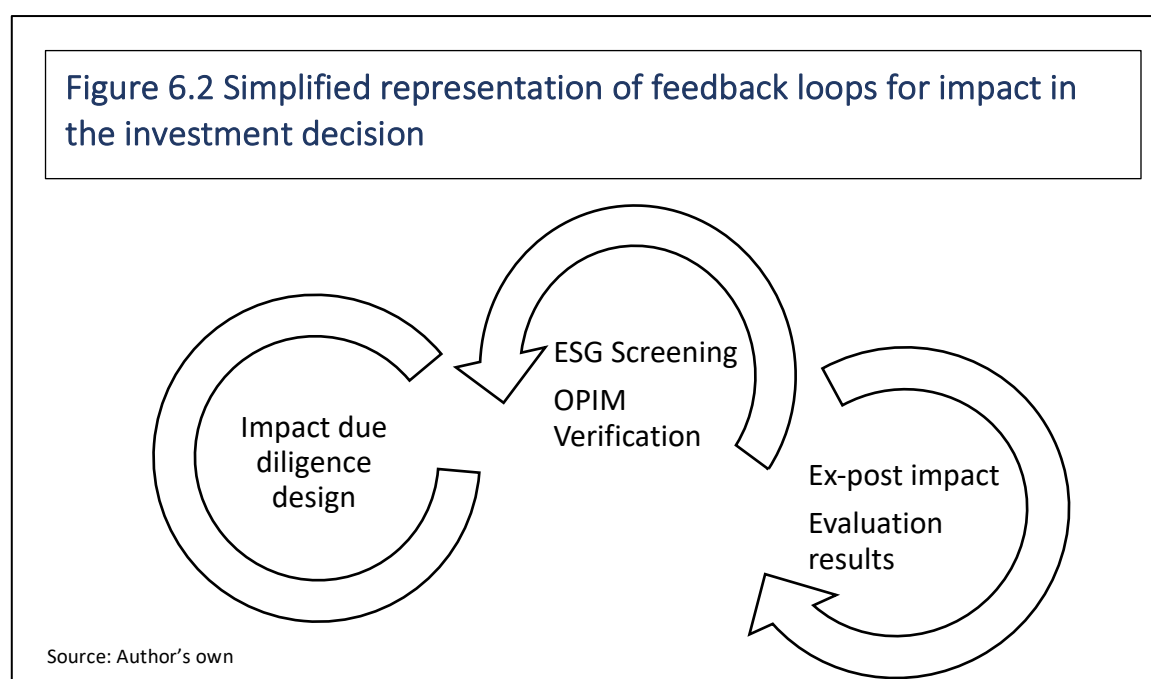 Figure 6.2 Simplified representation of feedback loops for impact in
the investment decision
Impact due
diligence
design
ESG Screening
OPIM
Verification
Ex-post impact
Evaluation
results
Source: Author’s own